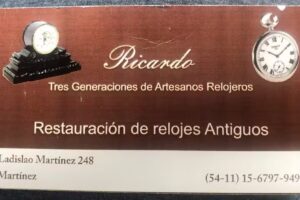 Ricardo
Tres Generaciones de Artesanos Relojeros
Restauración de relojes Antiguos
Ladislao Martínez 248
Martínez
(54-11) 15-6797-949